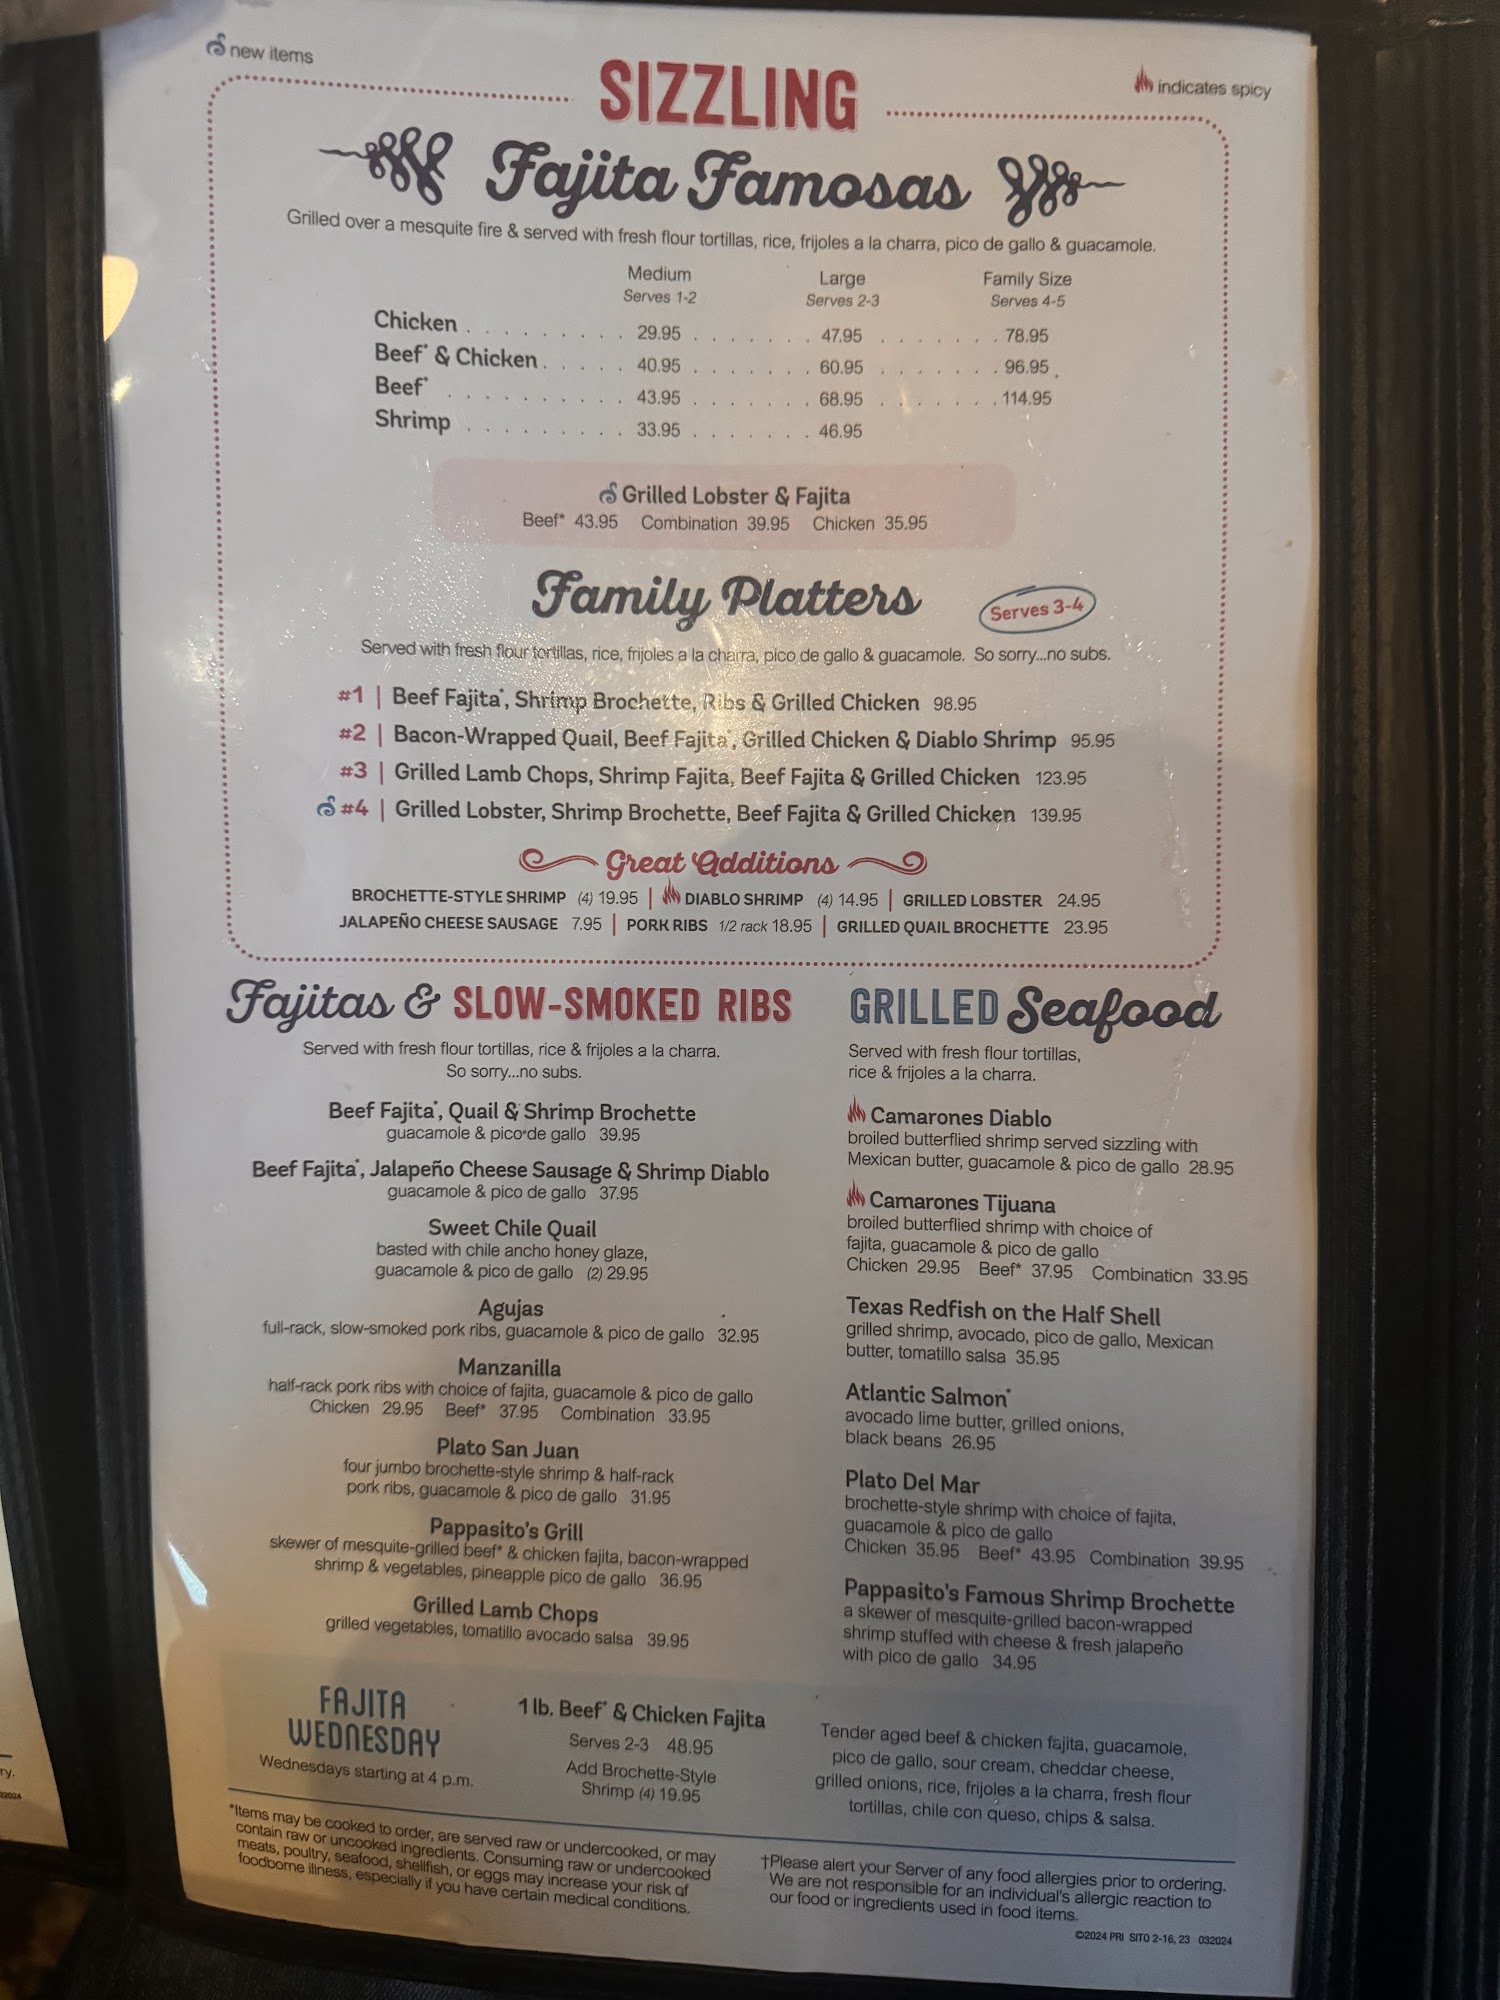 new items
indicates spicy
SIZZLING
Fajita Famosas
Grilled over a mesquite fire & served with fresh flour tortillas, rice, frijoles a la charra, pico de gallo & guacamole.
Medium Large Family Size
Serves 1-2 Serves 2-3 Serves 4-5
Chicken . . . . . . . . . 29.95 . . . . . . . 47.95 . . . . . . . 78.95
Beef* & Chicken . . . . . 40.95 . . . . . . . 60.95 . . . . . . . 96.95
Beef* . . . . . . . . . . 43.95 . . . . . . . 68.95 . . . . . . . 114.95
Shrimp . . . . . . . . . 33.95 . . . . . . . 46.95
Grilled Lobster & Fajita
Beef* 43.95 Combination 39.95 Chicken 35.95
Family Platters
Serves 3-4
Served with fresh flour tortillas, rice, frijoles a la charra, pico de gallo & guacamole. So sorry...no subs.
#1 | Beef Fajita*, Shrimp Brochette, Ribs & Grilled Chicken 98.95
#2 | Bacon-Wrapped Quail, Beef Fajita*, Grilled Chicken & Diablo Shrimp 95.95
#3 | Grilled Lamb Chops, Shrimp Fajita, Beef Fajita & Grilled Chicken 123.95
#4 | Grilled Lobster, Shrimp Brochette, Beef Fajita & Grilled Chicken 139.95
Great Additions
BROCHETTE-STYLE SHRIMP (4) 19.95 | DIABLO SHRIMP (4) 14.95 | GRILLED LOBSTER 24.95
JALAPEÑO CHEESE SAUSAGE 7.95 | PORK RIBS 1/2 rack 18.95 | GRILLED QUAIL BROCHETTE 23.95
Fajitas & SLOW-SMOKED RIBS
Served with fresh flour tortillas, rice & frijoles a la charra.
So sorry...no subs.
Beef Fajita*, Quail & Shrimp Brochette
guacamole & pico de gallo 39.95
Beef Fajita*, Jalapeño Cheese Sausage & Shrimp Diablo
guacamole & pico de gallo 37.95
Sweet Chile Quail
basted with chile ancho honey glaze,
guacamole & pico de gallo (2) 29.95
Agujas
full-rack, slow-smoked pork ribs, guacamole & pico de gallo 32.95
Manzanilla
half-rack pork ribs with choice of fajita, guacamole & pico de gallo
Chicken 29.95 Beef* 37.95 Combination 33.95
Plato San Juan
four jumbo brochette-style shrimp & half-rack
pork ribs, guacamole & pico de gallo 31.95
Pappasito's Grill
skewer of mesquite-grilled beef* & chicken fajita, bacon-wrapped
shrimp & vegetables, pineapple pico de gallo 36.95
Grilled Lamb Chops
grilled vegetables, tomatillo avocado salsa 39.95
GRILLED Seafood
Served with fresh flour tortillas,
rice & frijoles a la charra.
Camarones Diablo
broiled butterflied shrimp served sizzling with
Mexican butter, guacamole & pico de gallo 28.95
Camarones Tijuana
broiled butterflied shrimp with choice of
fajita, guacamole & pico de gallo
Chicken 29.95 Beef* 37.95 Combination 33.95
Texas Redfish on the Half Shell
grilled shrimp, avocado, pico de gallo, Mexican
butter, tomatillo salsa 35.95
Atlantic Salmon*
avocado lime butter, grilled onions,
black beans 26.95
Plato Del Mar
brochette-style shrimp with choice of fajita,
guacamole & pico de gallo
Chicken 35.95 Beef* 43.95 Combination 39.95
Pappasito's Famous Shrimp Brochette
a skewer of mesquite-grilled bacon-wrapped
shrimp stuffed with cheese & fresh jalapeño
with pico de gallo 34.95
FAJITA
WEDNESDAY
Wednesdays starting at 4 p.m.
1 lb. Beef* & Chicken Fajita
Serves 2-3 48.95
Add Brochette-Style
Shrimp (4) 19.95
Tender aged beef & chicken fajita, guacamole,
pico de gallo, sour cream, cheddar cheese,
grilled onions, rice, frijoles a la charra, fresh flour
tortillas, chile con queso, chips & salsa.
*Items may be cooked to order, are served raw or undercooked, or may
contain raw or uncooked ingredients. Consuming raw or undercooked
meats, poultry, seafood, shellfish, or eggs may increase your risk of
foodborne illness, especially if you have certain medical conditions.
†Please alert your Server of any food allergies prior to ordering.
We are not responsible for an individual's allergic reaction to
our food or ingredients used in food items.
©2024 PRI SITO 2-16, 23 032024
ry.
32024